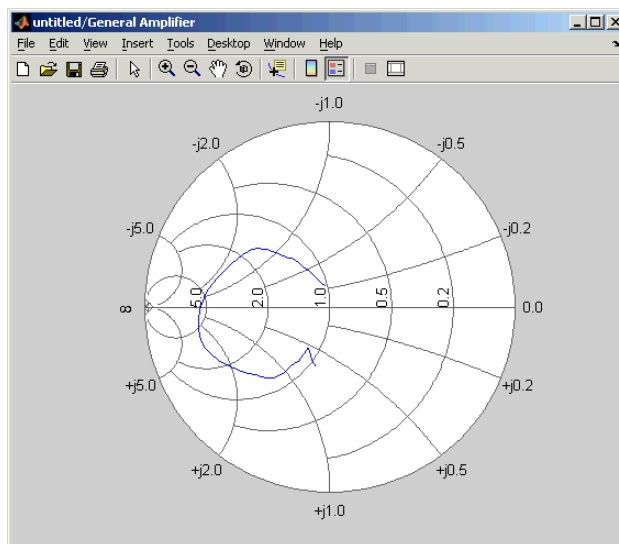 untitled/General Amplifier
File Edit View Insert Tools Desktop Window Help
-j1.0
-j2.0
-j0.5
-j5.0
-j0.2
∞
5.0
2.0
1.0
0.5
0.2
0.0
+j5.0
+j0.2
+j2.0
+j0.5
+j1.0